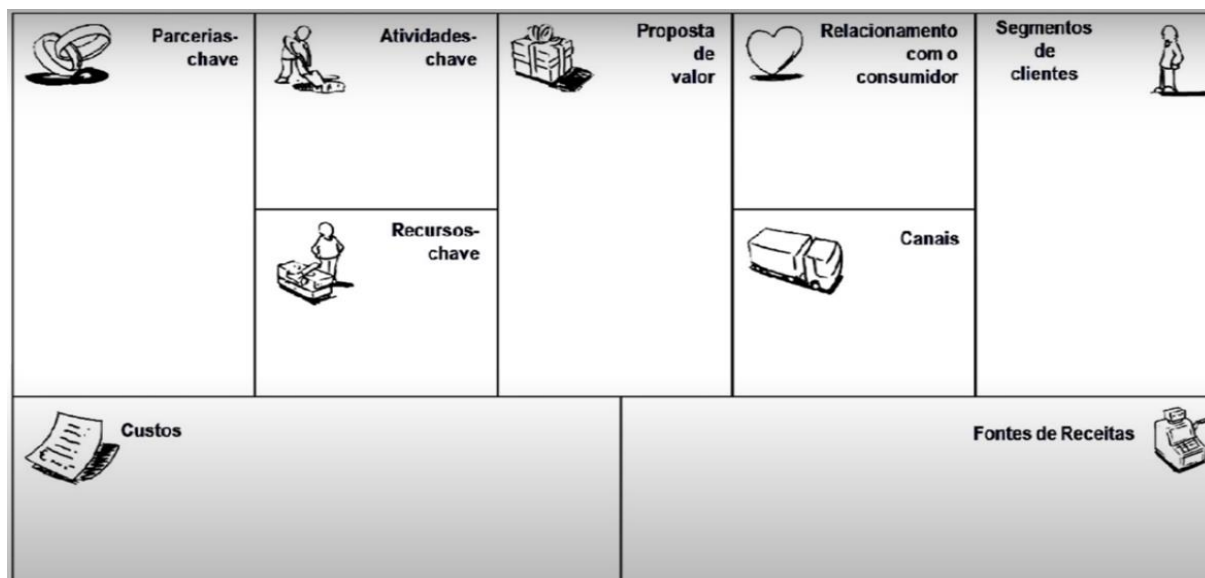 Parcerias-
chave
Atividades-
chave
Proposta
de
valor
Relacionamento
com o
consumidor
Segmentos
de
clientes
Recursos-
chave
Canais
Custos
Fontes de Receitas